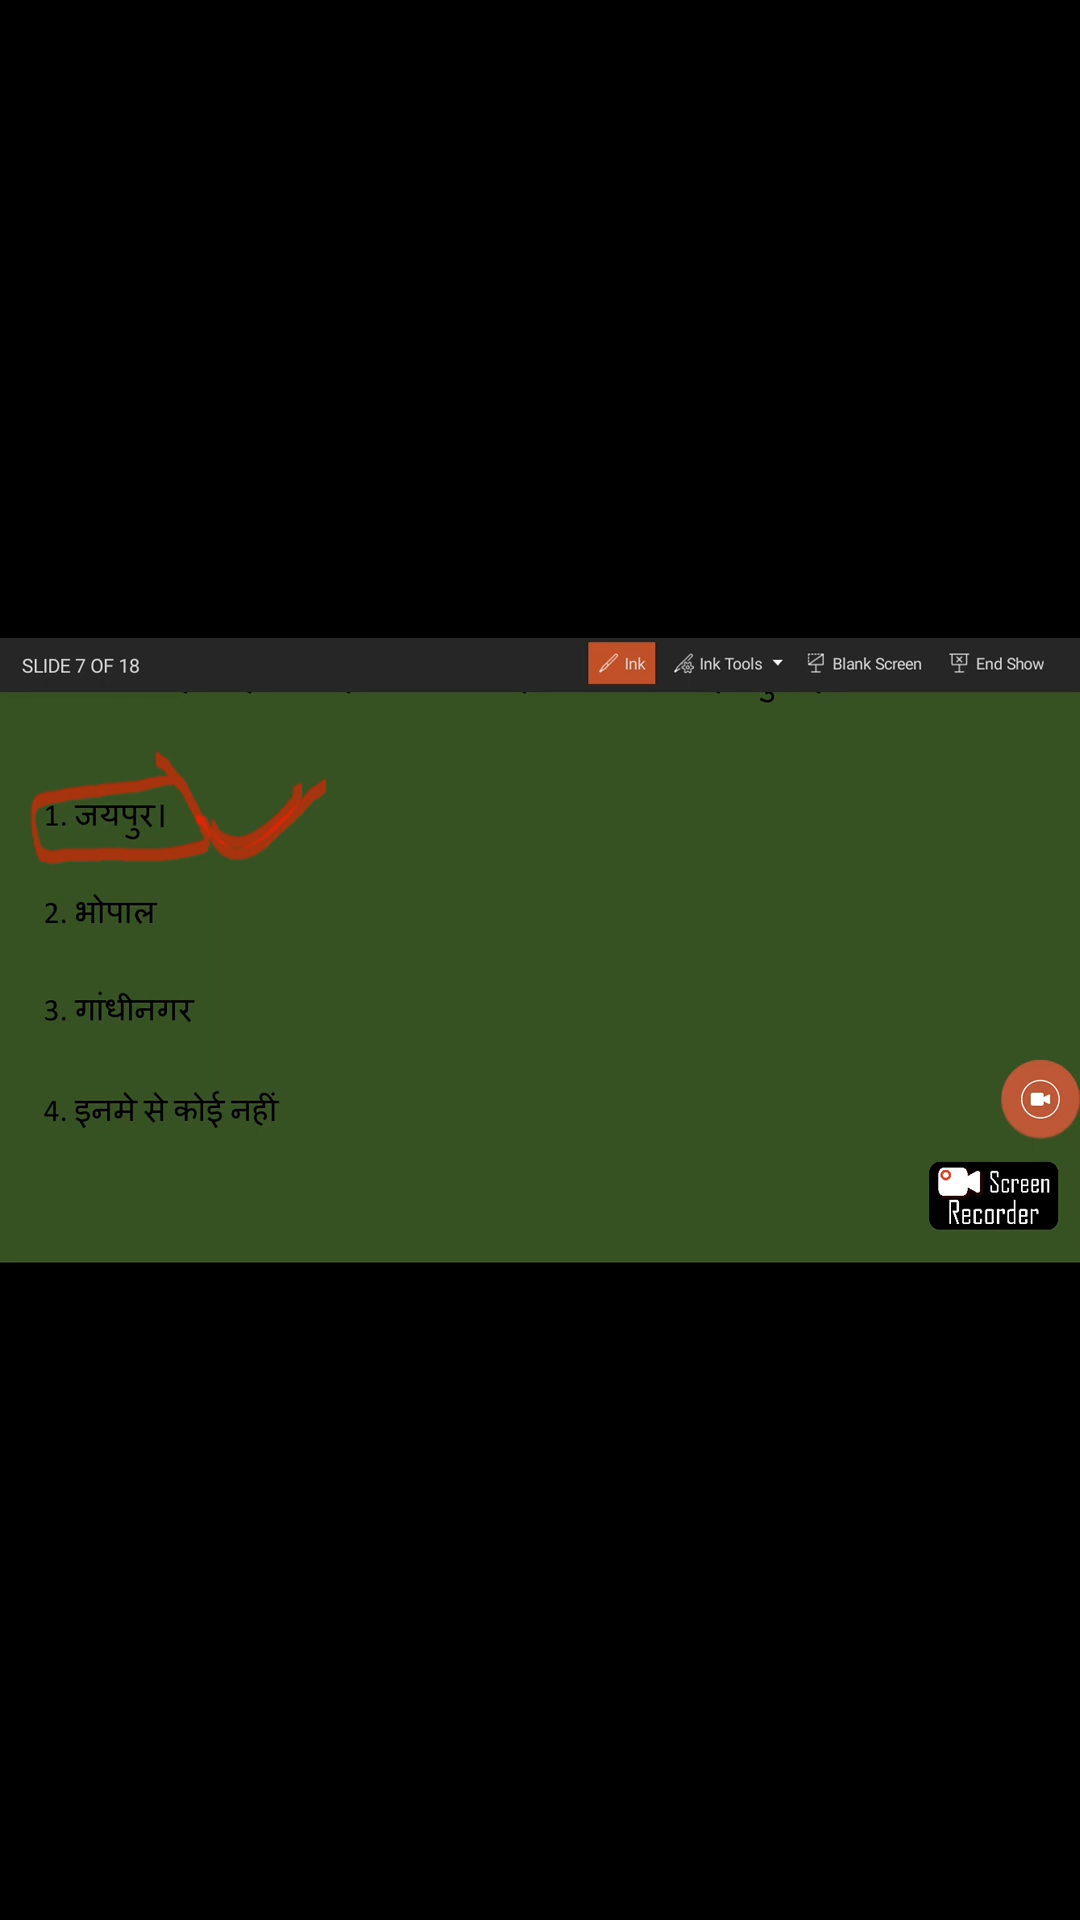 SLIDE 7 OF 18
Ink
Ink Tools
Blank Screen
End Show
1. जयपुर।
2. भोपाल
3. गांधीनगर
4. इनमे से कोई नहीं
Screen
Recorder